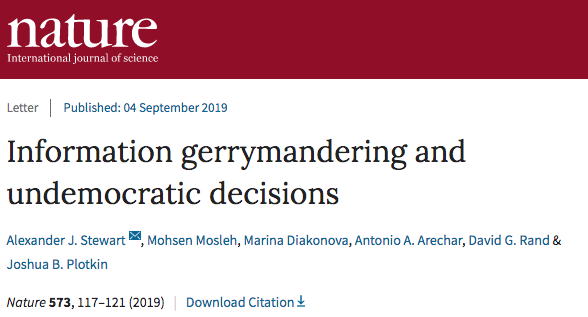 nature
International journal of science
Letter | Published: 04 September 2019
Information gerrymandering and
undemocratic decisions
Alexander J. Stewart, Mohsen Mosleh, Marina Diakonova, Antonio A. Arechar, David G. Rand &
Joshua B. Plotkin
Nature 573, 117–121 (2019) | Download Citation